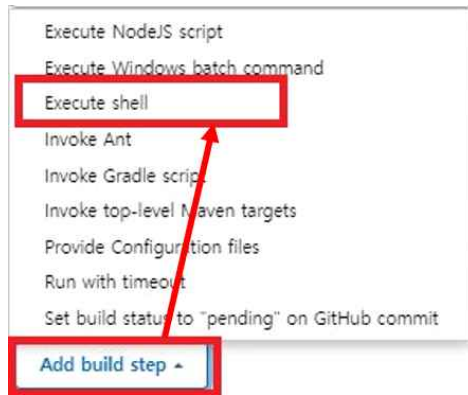 Execute NodeJS script
Execute Windows batch command
Execute shell
Invoke Ant
Invoke Gradle script
Invoke top-level Maven targets
Provide Configuration files
Run with timeout
Set build status to "pending" on GitHub commit
Add build step